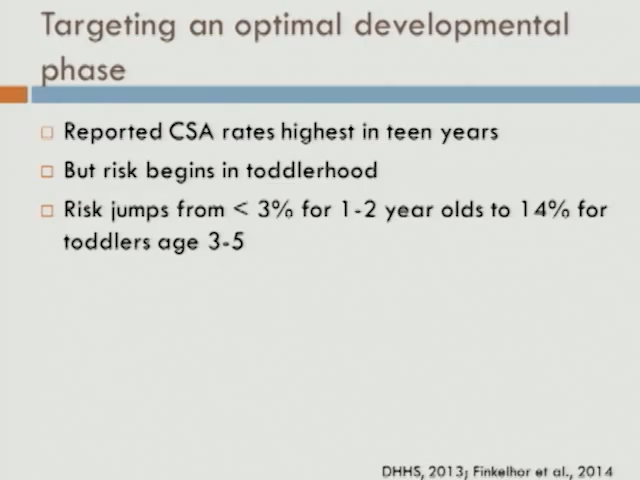 Targeting an optimal developmental
phase
Reported CSA rates highest in teen years
But risk begins in toddlerhood
Risk jumps from < 3% for 1-2 year olds to 14% for
toddlers age 3-5
DHHS, 2013; Finkelhor et al., 2014